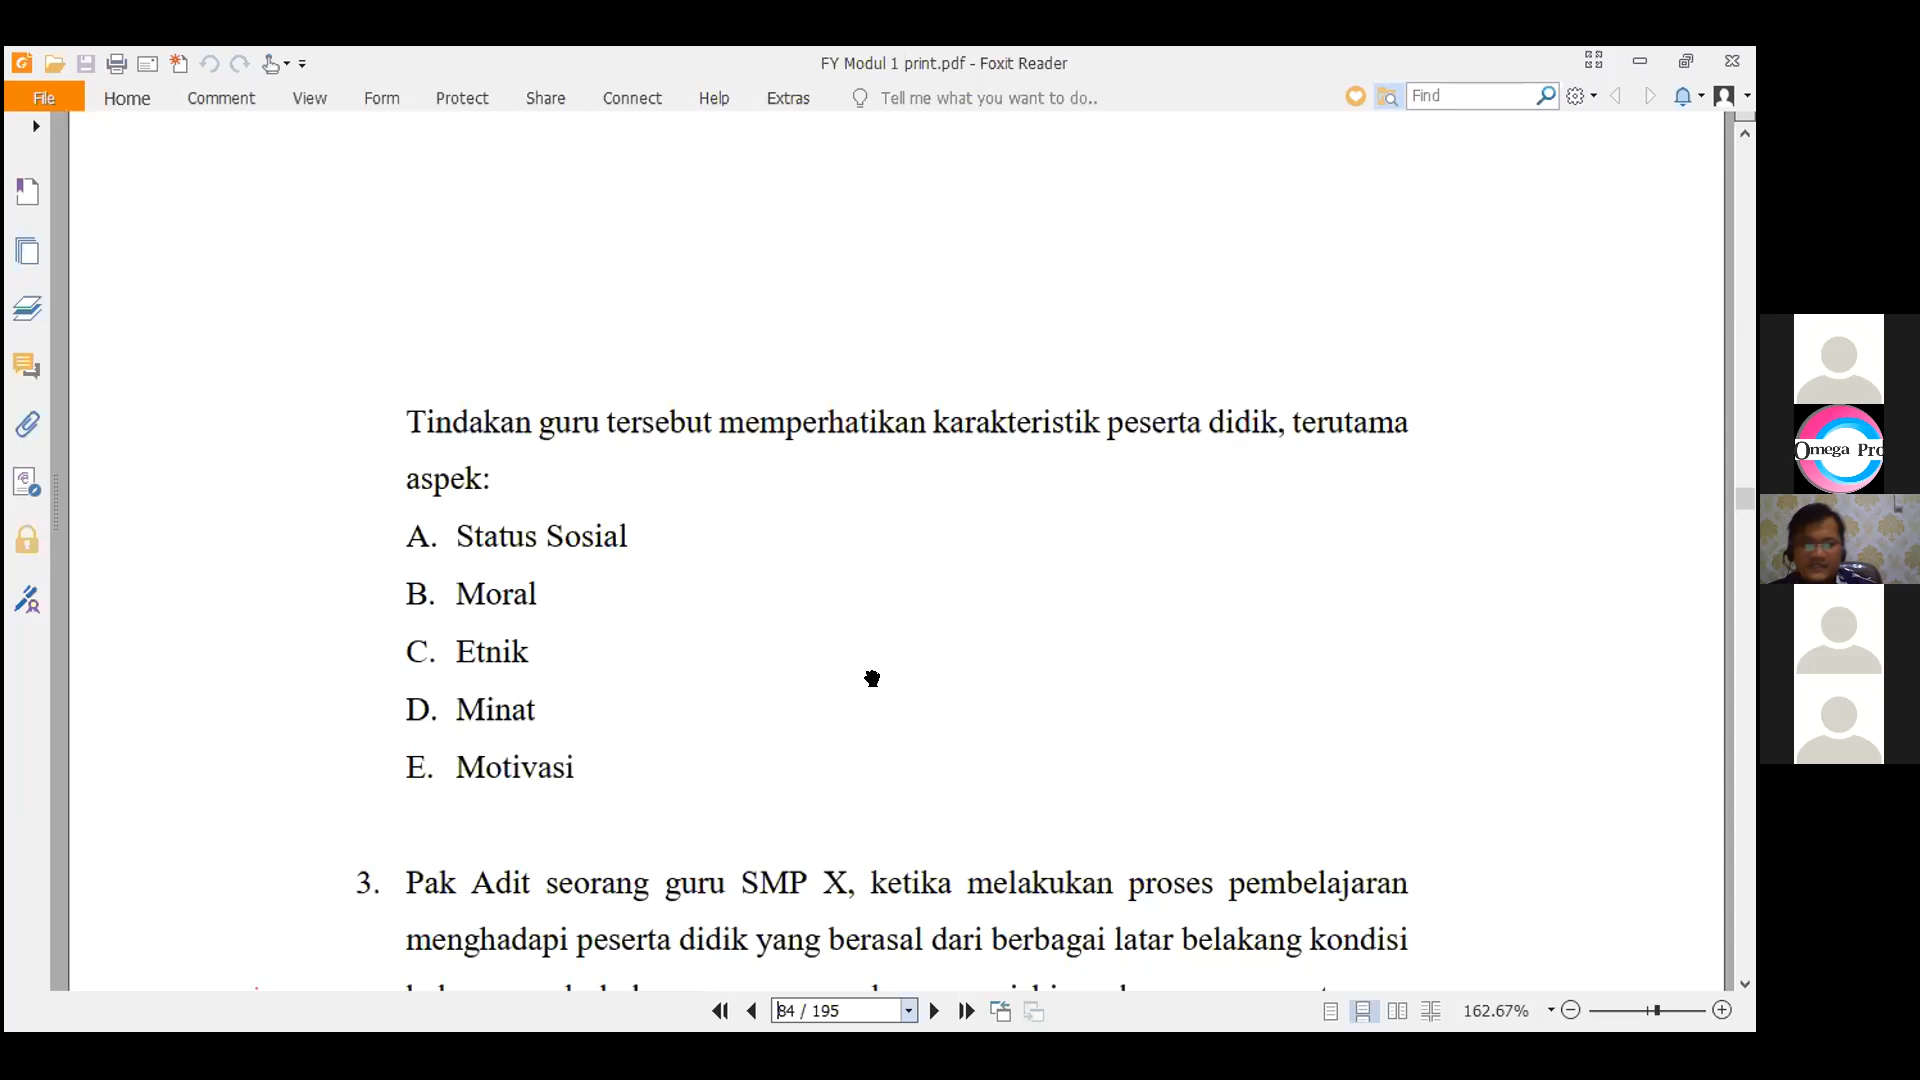 FY Modul 1 print.pdf - Foxit Reader
File Home Comment View Form Protect Share Connect Help Extras Tell me what you want to do.. Find
Tindakan guru tersebut memperhatikan karakteristik peserta didik, terutama
aspek:
A. Status Sosial
B. Moral
C. Etnik
D. Minat
E. Motivasi
3. Pak Adit seorang guru SMP X, ketika melakukan proses pembelajaran
menghadapi peserta didik yang berasal dari berbagai latar belakang kondisi
84 / 195
162.67%
Omega Pro